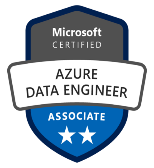 Microsoft
CERTIFIED
AZURE
DATA ENGINEER
ASSOCIATE